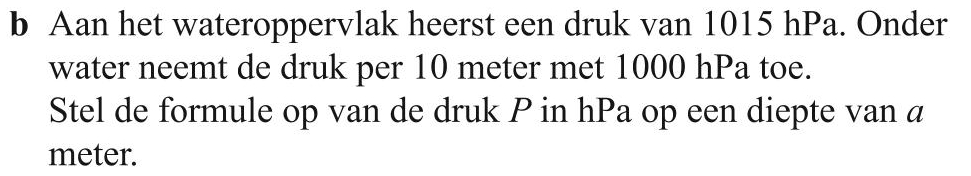 b Aan het wateroppervlak heerst een druk van 1015 hPa. Onder
water neemt de druk per 10 meter met 1000 hPa toe.
Stel de formule op van de druk P in hPa op een diepte van a
meter.